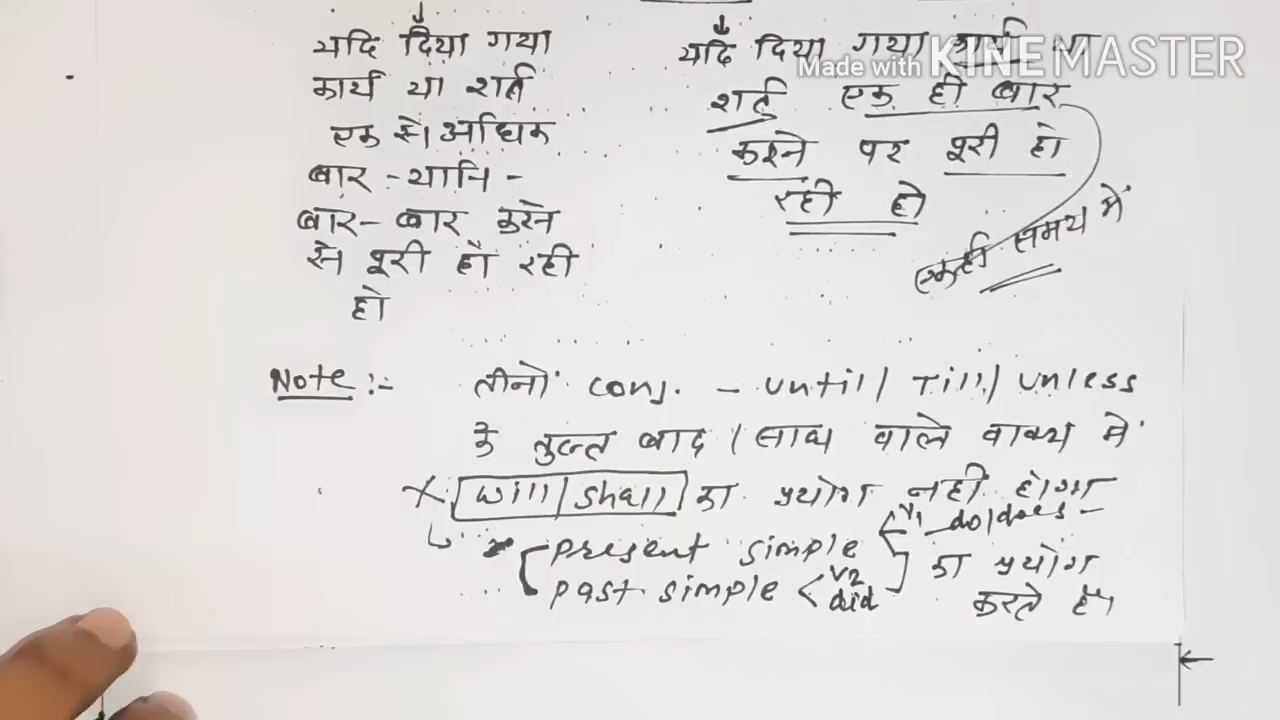 यदि दिया गया
कार्य या शर्त
एक से अधिक
बार - यानि -
बार - बार करने
से पूरी हो रही
हो
यदि दिया गया कार्य या
शर्त एक ही बार
करने पर पूरी हो
रही हो
एक ही समय में
Made with KINEMASTER
Note :- तीनों conj. - until / Till / unless
के तुरन्त बाद / साथ वाले वाक्य में
x will / shall का प्रयोग नहीं होगा
present simple < V1 do/does - का प्रयोग
past simple < V2 did करते हैं